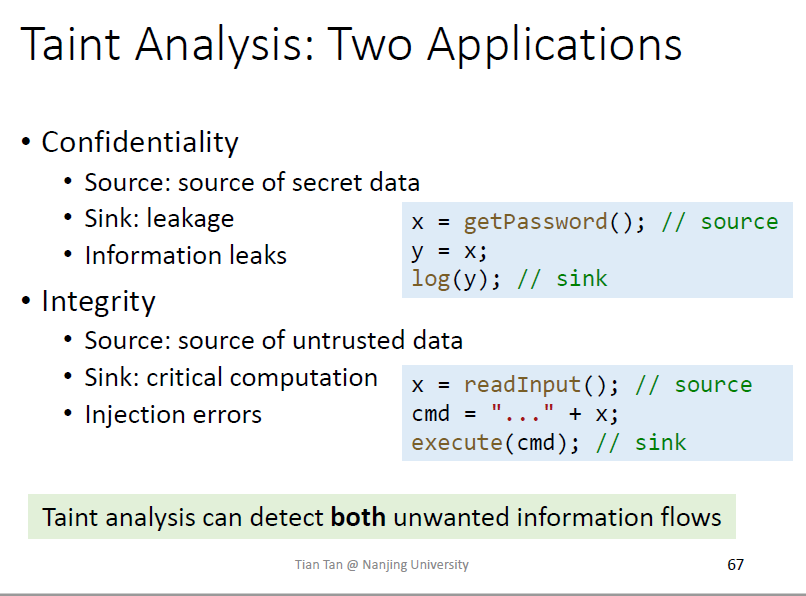 Taint Analysis: Two Applications
• Confidentiality
• Source: source of secret data
• Sink: leakage
• Information leaks
x = getPassword(); // source
y = x;
log(y); // sink
• Integrity
• Source: source of untrusted data
• Sink: critical computation
• Injection errors
x = readInput(); // source
cmd = "..." + x;
execute(cmd); // sink
Taint analysis can detect both unwanted information flows
Tian Tan @ Nanjing University
67